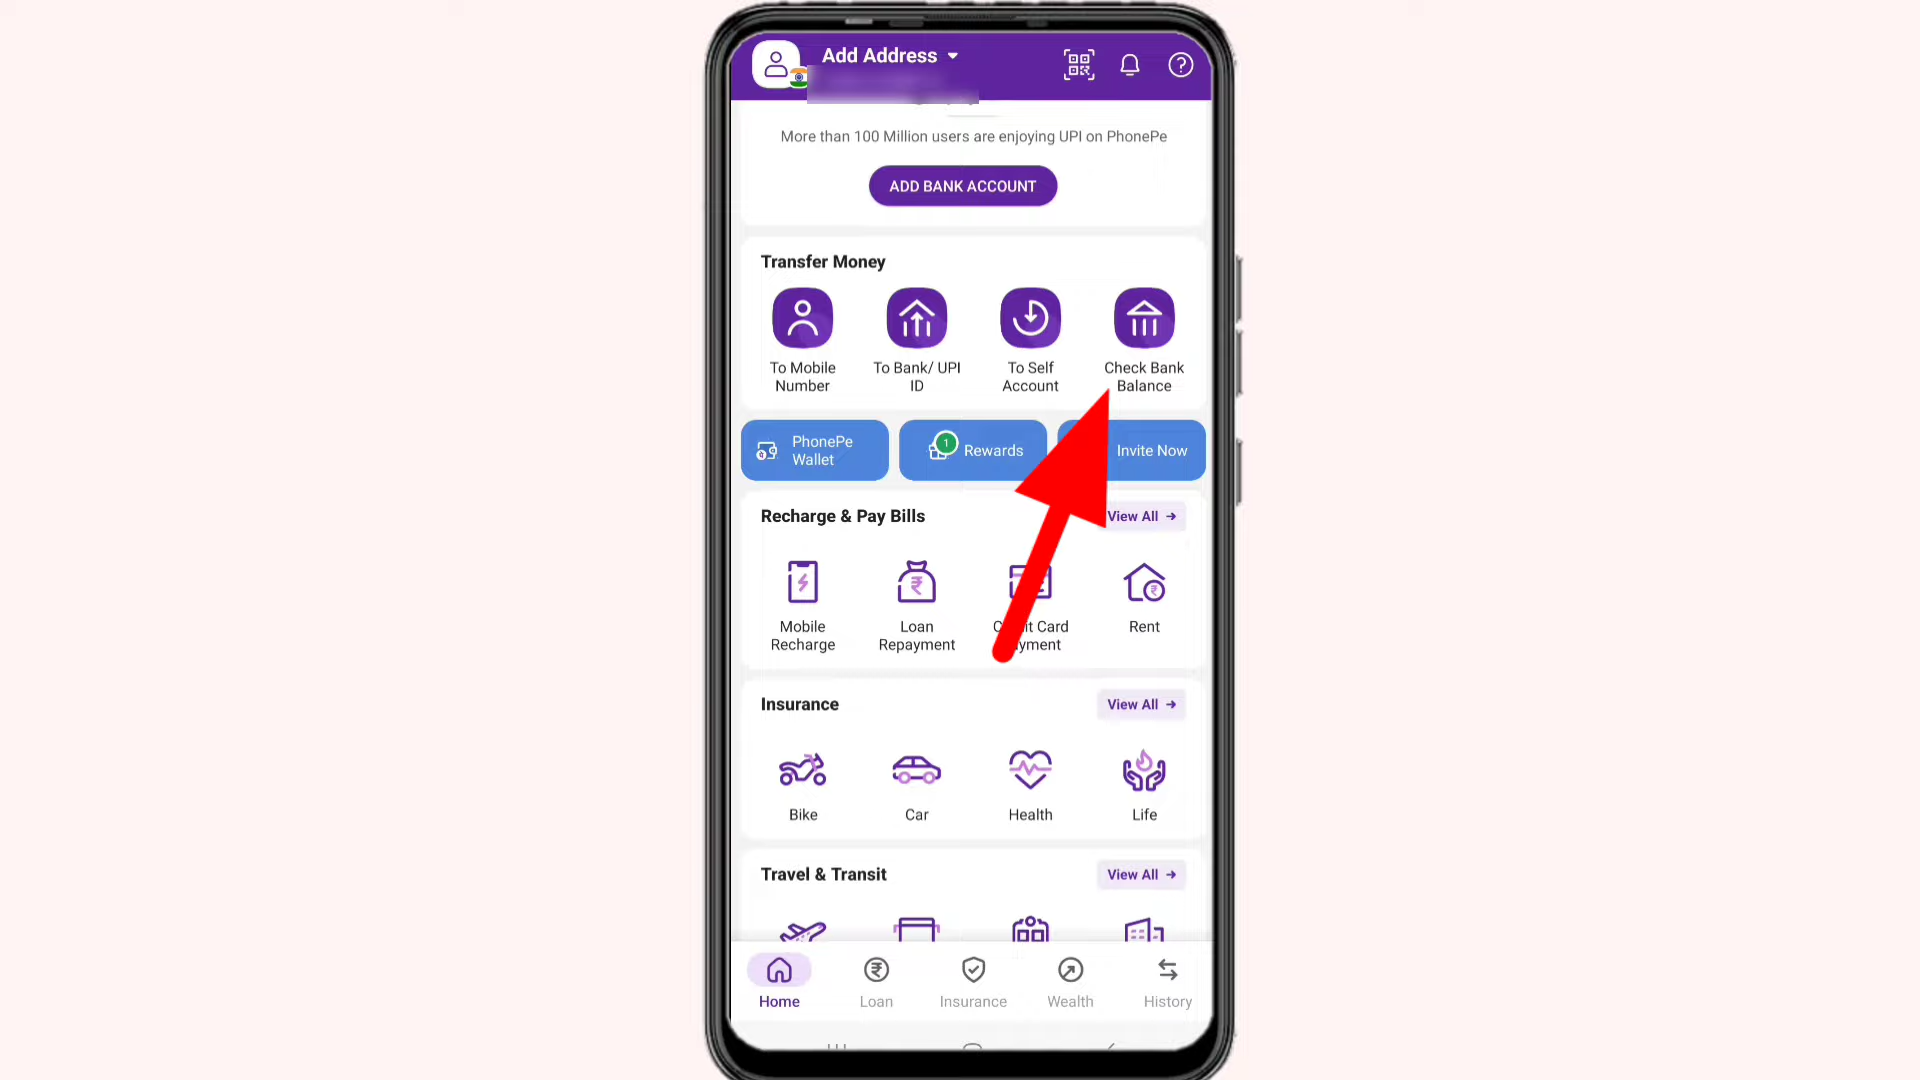 Add Address
More than 100 Million users are enjoying UPI on PhonePe
ADD BANK ACCOUNT
Transfer Money
To Mobile
Number
To Bank/ UPI
ID
To Self
Account
Check Bank
Balance
PhonePe
Wallet
1
Rewards
Invite Now
Recharge & Pay Bills
View All
Mobile
Recharge
Loan
Repayment
Card
Rent
Insurance
View All
Bike
Car
Health
Life
Travel & Transit
View All
Home
Loan
Insurance
Wealth
History